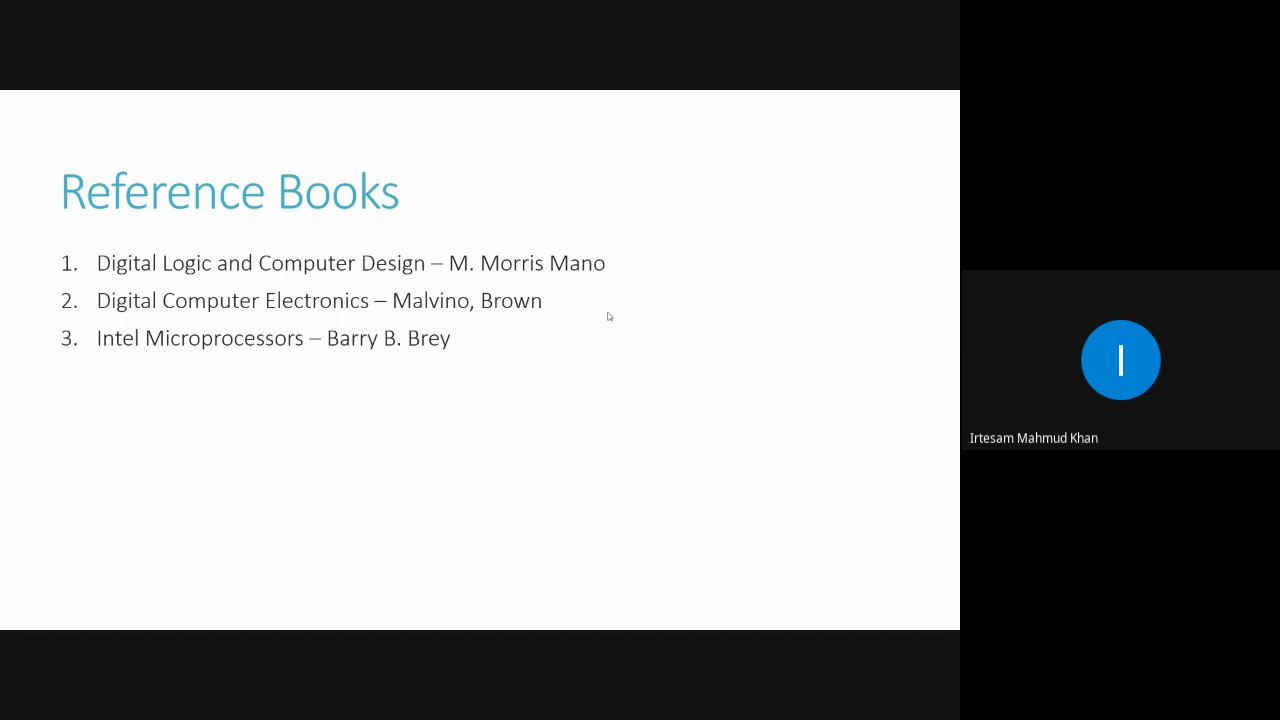 Reference Books
1. Digital Logic and Computer Design – M. Morris Mano
2. Digital Computer Electronics – Malvino, Brown
3. Intel Microprocessors – Barry B. Brey
I
Irtesam Mahmud Khan